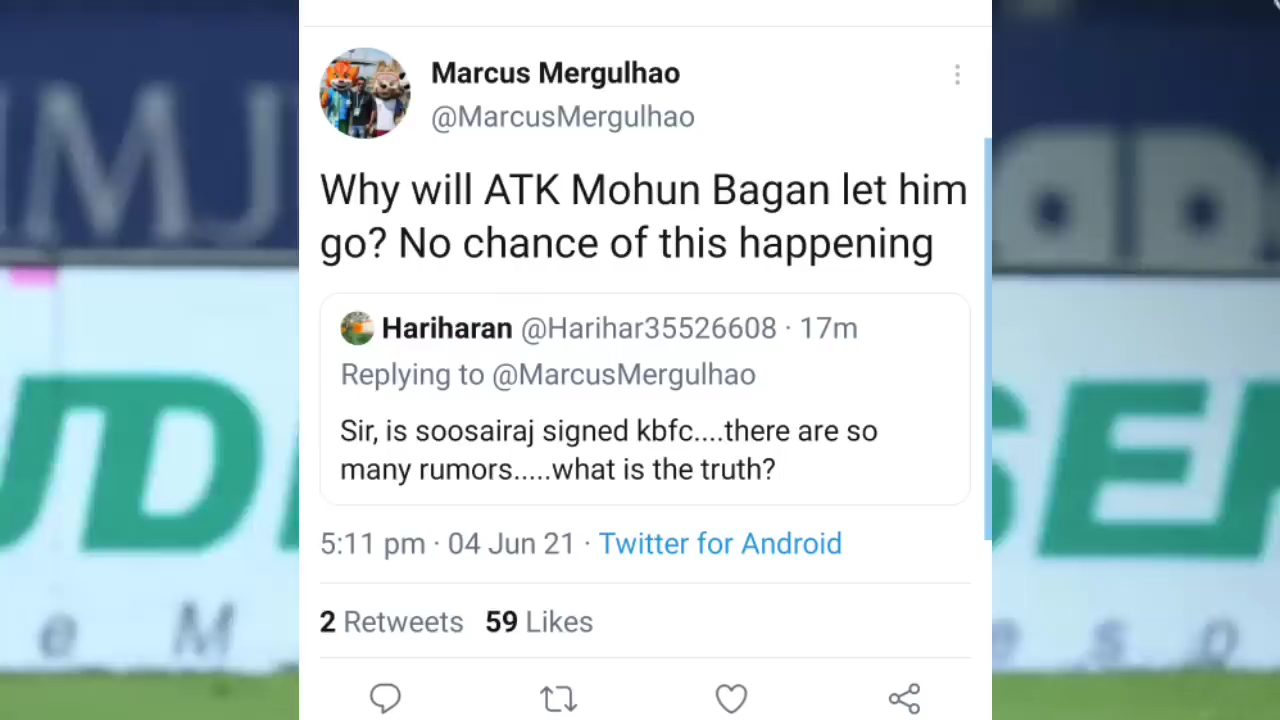 Marcus Mergulhao
@MarcusMergulhao
Why will ATK Mohun Bagan let him
go? No chance of this happening
Hariharan @Harihar35526608 · 17m
Replying to @MarcusMergulhao
Sir, is soosairaj signed kbfc....there are so
many rumors.....what is the truth?
5:11 pm · 04 Jun 21 · Twitter for Android
2 Retweets 59 Likes